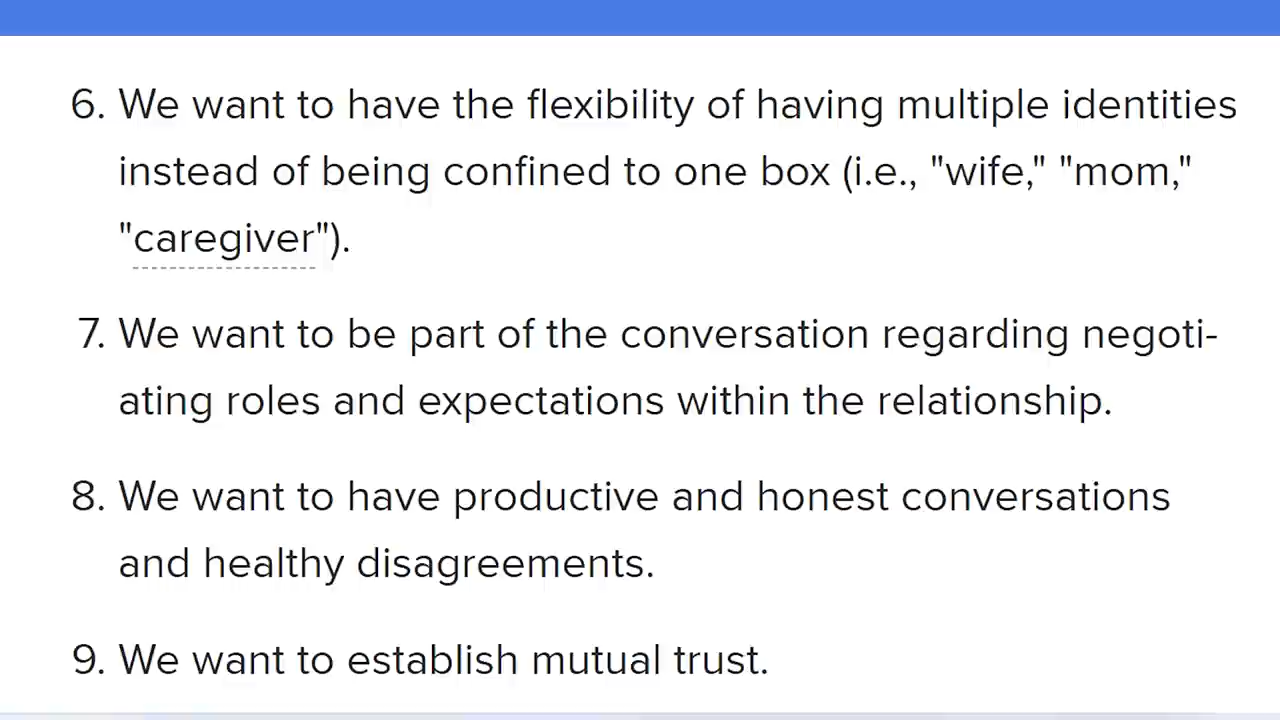 6. We want to have the flexibility of having multiple identities
instead of being confined to one box (i.e., "wife," "mom,"
"caregiver").
7. We want to be part of the conversation regarding negoti-
ating roles and expectations within the relationship.
8. We want to have productive and honest conversations
and healthy disagreements.
9. We want to establish mutual trust.